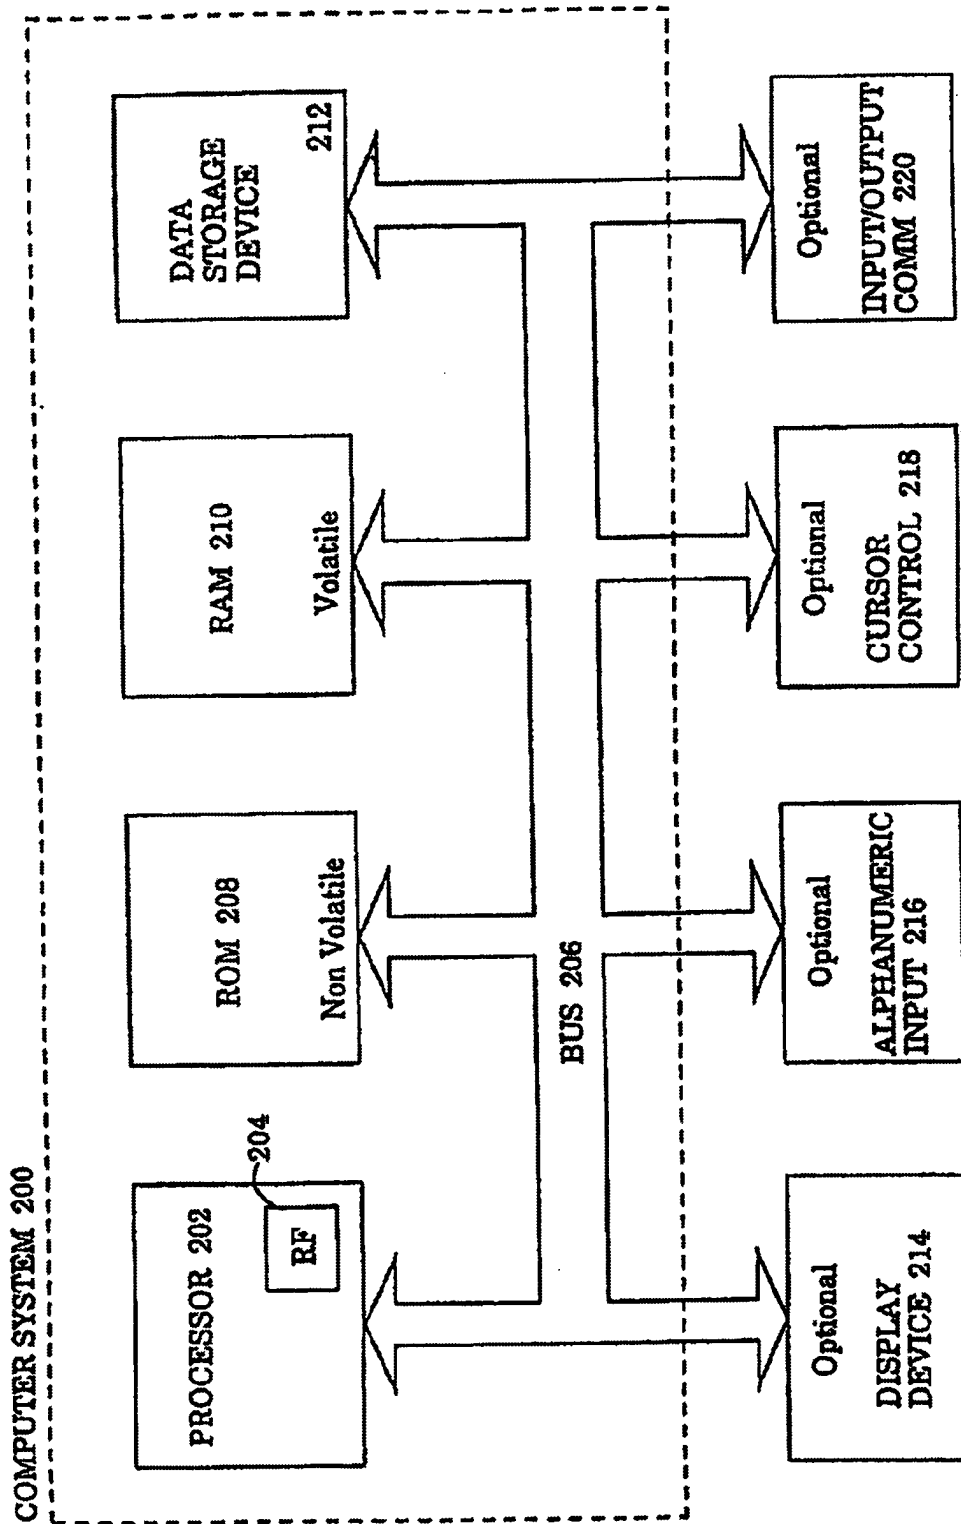 COMPUTER SYSTEM 200
PROCESSOR 202
RF
204
ROM 208
Non Volatile
RAM 210
Volatile
DATA
STORAGE
DEVICE
212
BUS 206
Optional
DISPLAY
DEVICE 214
Optional
ALPHANUMERIC
INPUT 216
Optional
CURSOR
CONTROL 218
Optional
INPUT/OUTPUT
COMM 220